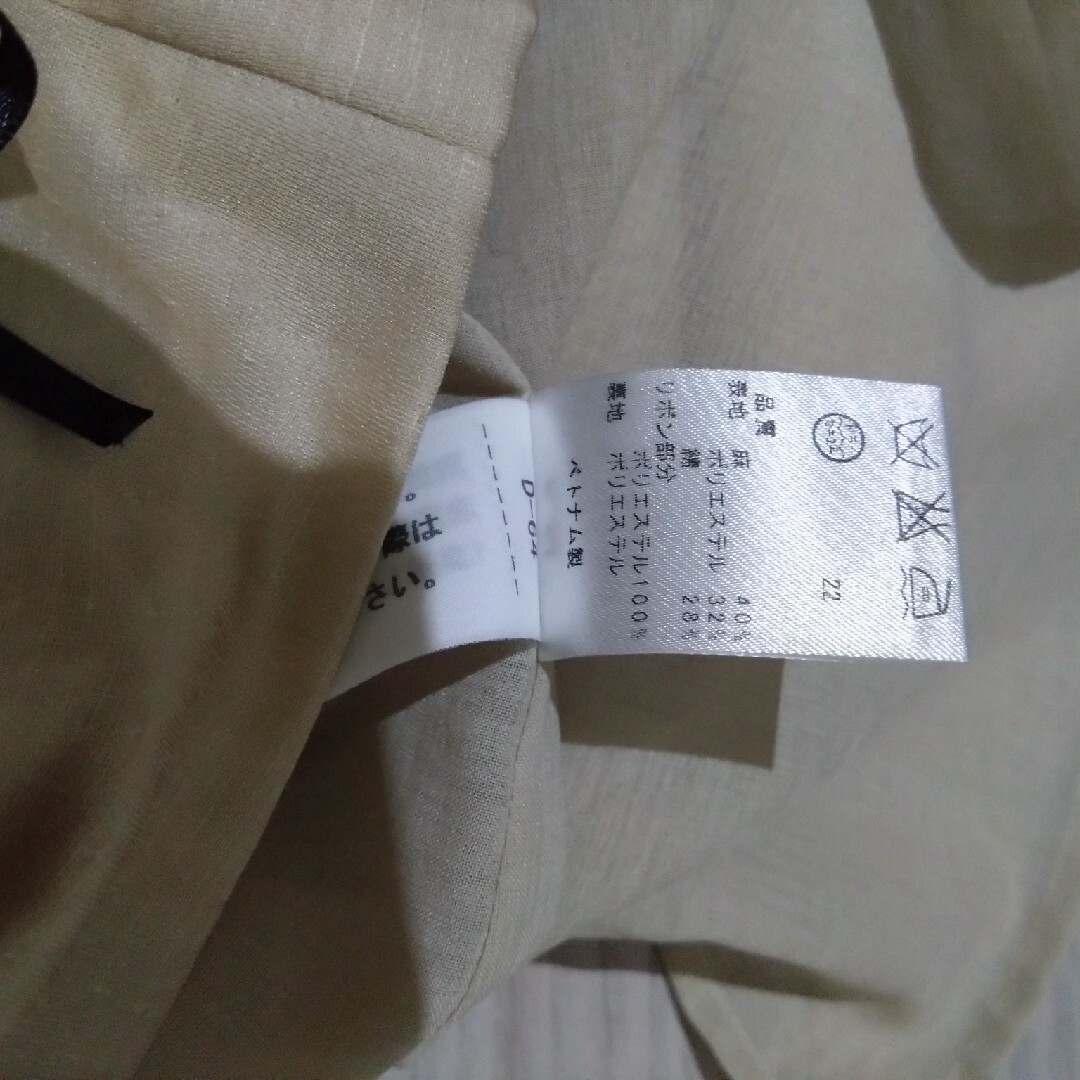 22
品質
表地 麻 40%
ポリエステル 32%
綿 28%
リボン部分
ポリエステル100%
裏地 ポリエステル
ベトナム製
D-64
。
は
さい。